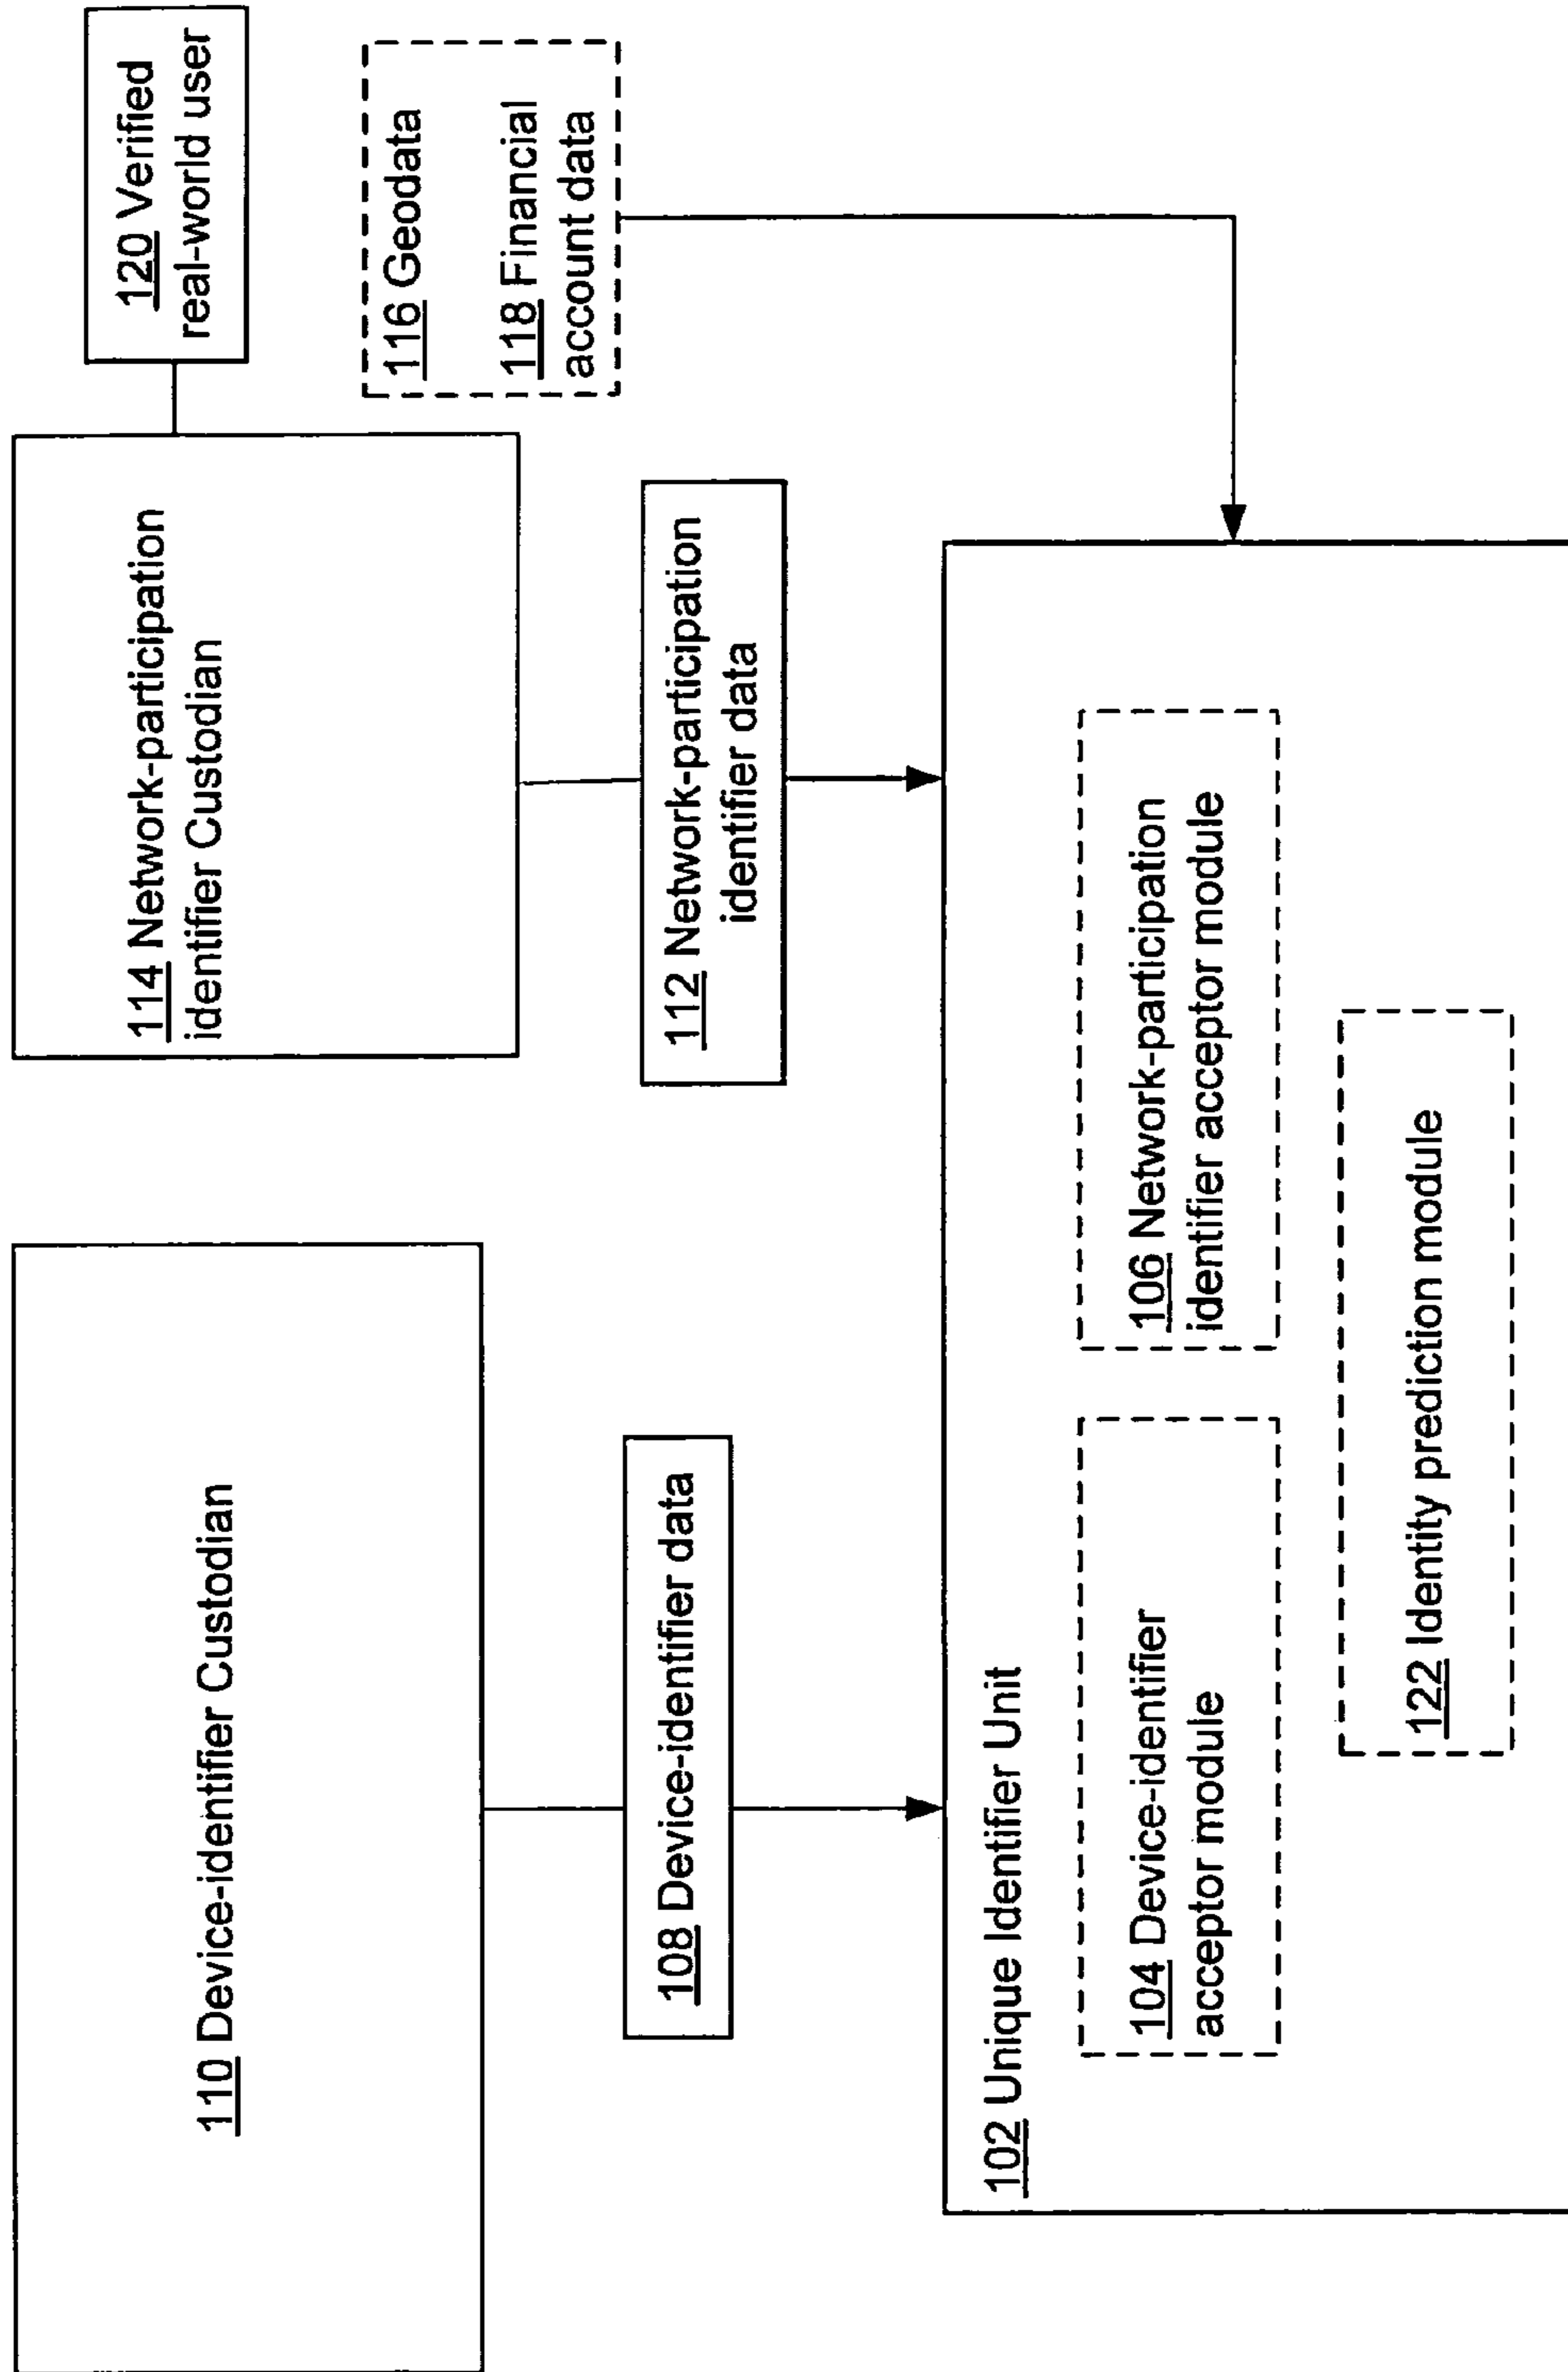 110 Device-identifier Custodian
114 Network-participation
identifier Custodian
120 Verified
real-world user
116 Geodata
118 Financial
account data
108 Device-identifier data
112 Network-participation
identifier data
102 Unique Identifier Unit
104 Device-identifier
acceptor module
106 Network-participation
identifier acceptor module
122 Identity prediction module